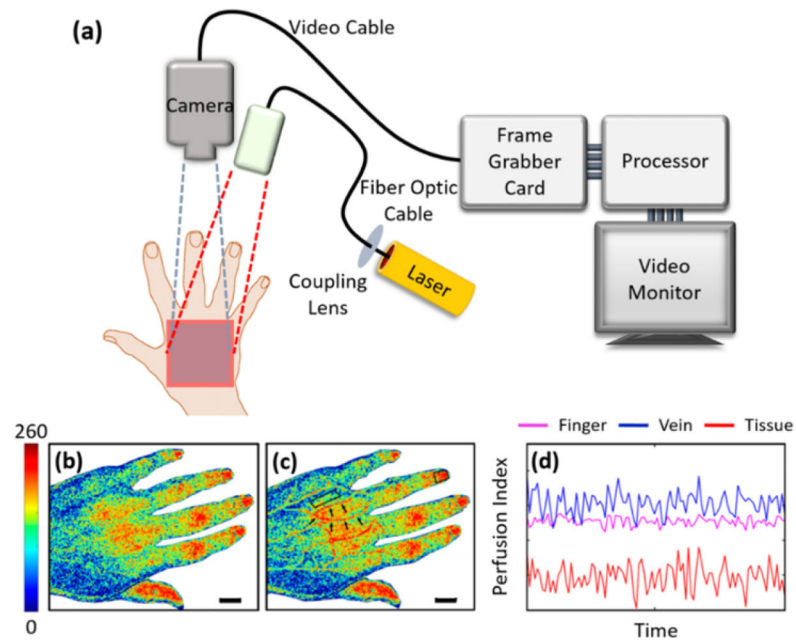 (a)
Video Cable
Camera
Frame
Grabber
Card
Processor
Fiber Optic
Cable
Coupling
Lens
Laser
Video
Monitor
260
0
(b)
(c)
Finger Vein Tissue
(d)
Perfusion Index
Time